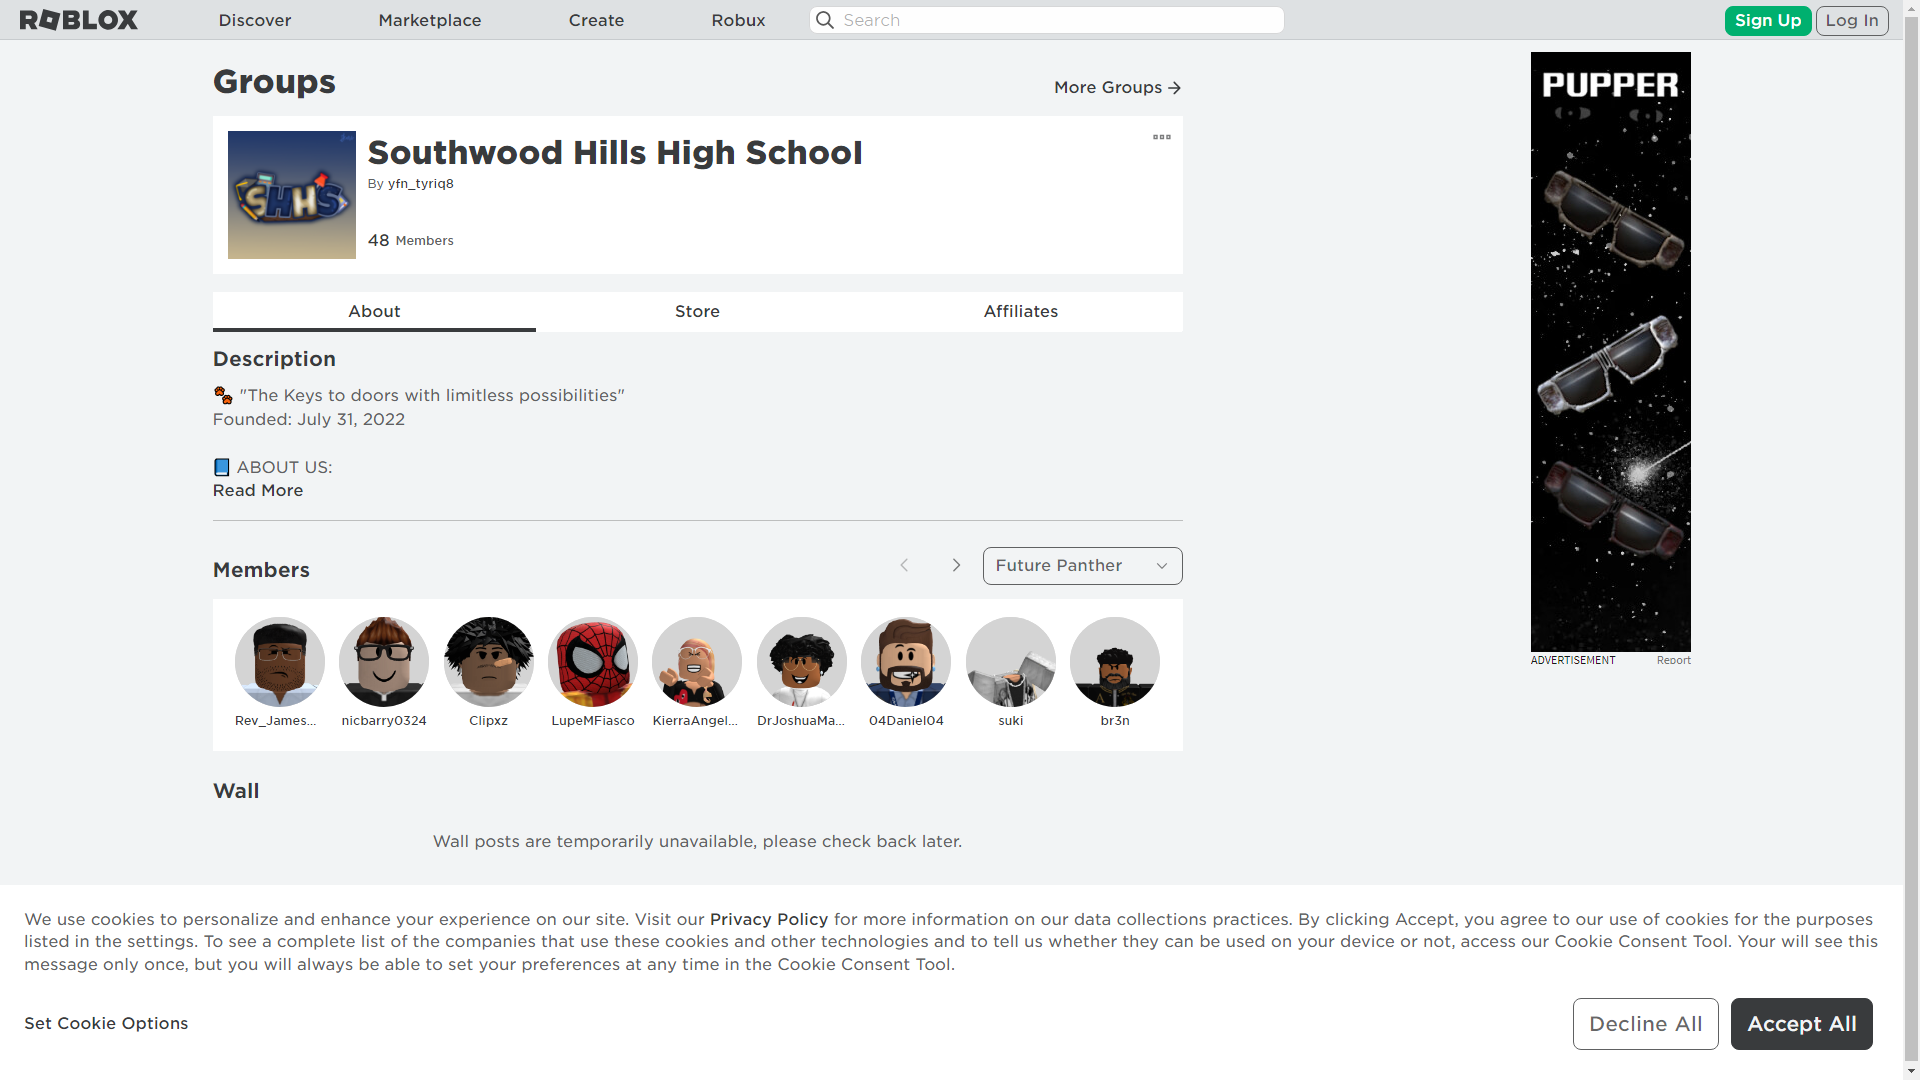 ROBLOX Discover Marketplace Create Robux Search Sign Up Log In
Groups
More Groups
SHHS
Southwood Hills High School
By yfn_tyriq8
48 Members
About Store Affiliates
Description
"The Keys to doors with limitless possibilities"
Founded: July 31, 2022
ABOUT US:
Read More
Members
Future Panther
Rev_James... nicbarry0324 Clipxz LupeMFiasco KierraAngel... DrJoshuaMa... 04Daniel04 suki br3n
Wall
Wall posts are temporarily unavailable, please check back later.
PUPPER
ADVERTISEMENT Report
We use cookies to personalize and enhance your experience on our site. Visit our Privacy Policy for more information on our data collections practices. By clicking Accept, you agree to our use of cookies for the purposes
listed in the settings. To see a complete list of the companies that use these cookies and other technologies and to tell us whether they can be used on your device or not, access our Cookie Consent Tool. Your will see this
message only once, but you will always be able to set your preferences at any time in the Cookie Consent Tool.
Set Cookie Options
Decline All
Accept All